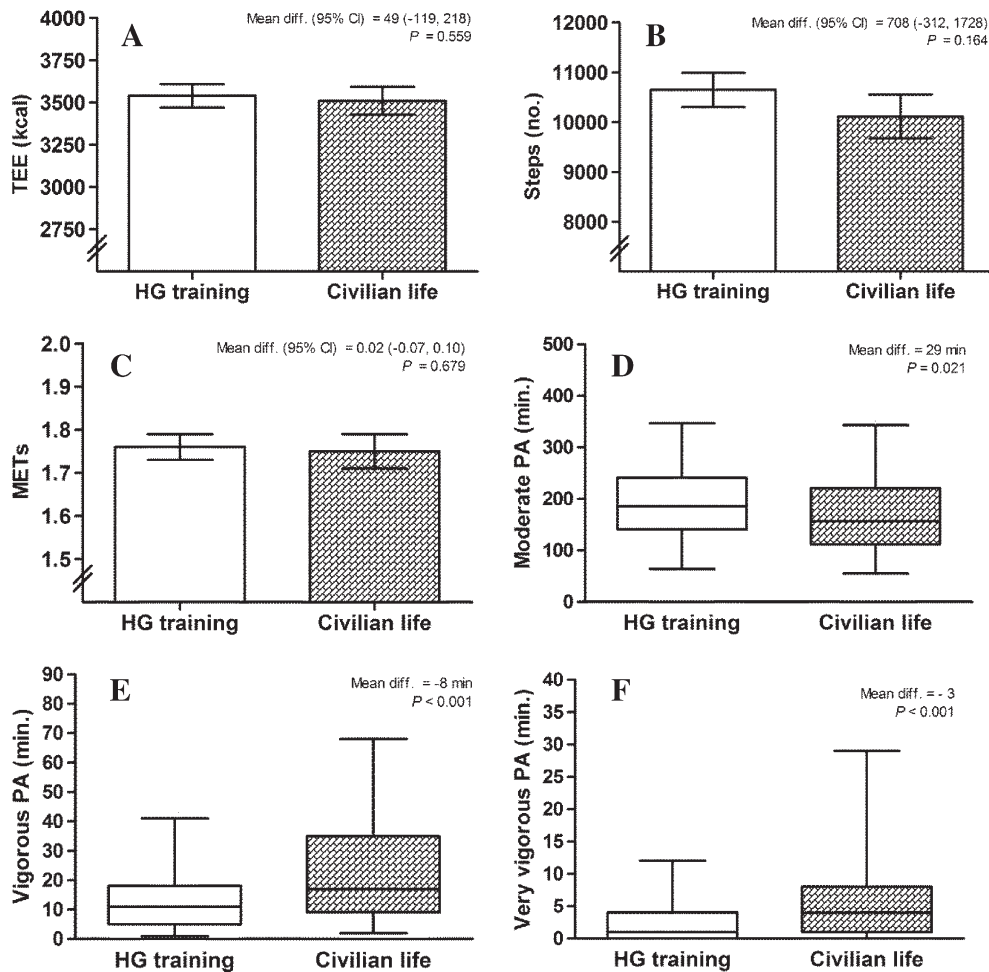 A
Mean diff. (95% CI) = 49 (-119, 218)
P = 0.559
TEE (kcal)
4000
3750
3500
3250
3000
2750
HG training
Civilian life
B
Mean diff. (95% CI) = 708 (-312, 1728)
P = 0.164
Steps (no.)
12000
11000
10000
9000
8000
HG training
Civilian life
C
Mean diff. (95% CI) = 0.02 (-0.07, 0.10)
P = 0.679
METs
2.0
1.9
1.8
1.7
1.6
1.5
HG training
Civilian life
D
Mean diff. = 29 min
P = 0.021
Moderate PA (min.)
500
400
300
200
100
0
HG training
Civilian life
E
Mean diff. = -8 min
P < 0.001
Vigorous PA (min.)
90
80
70
60
50
40
30
20
10
0
HG training
Civilian life
F
Mean diff. = - 3
P < 0.001
Very vigorous PA (min.)
40
35
30
25
20
15
10
5
0
HG training
Civilian life